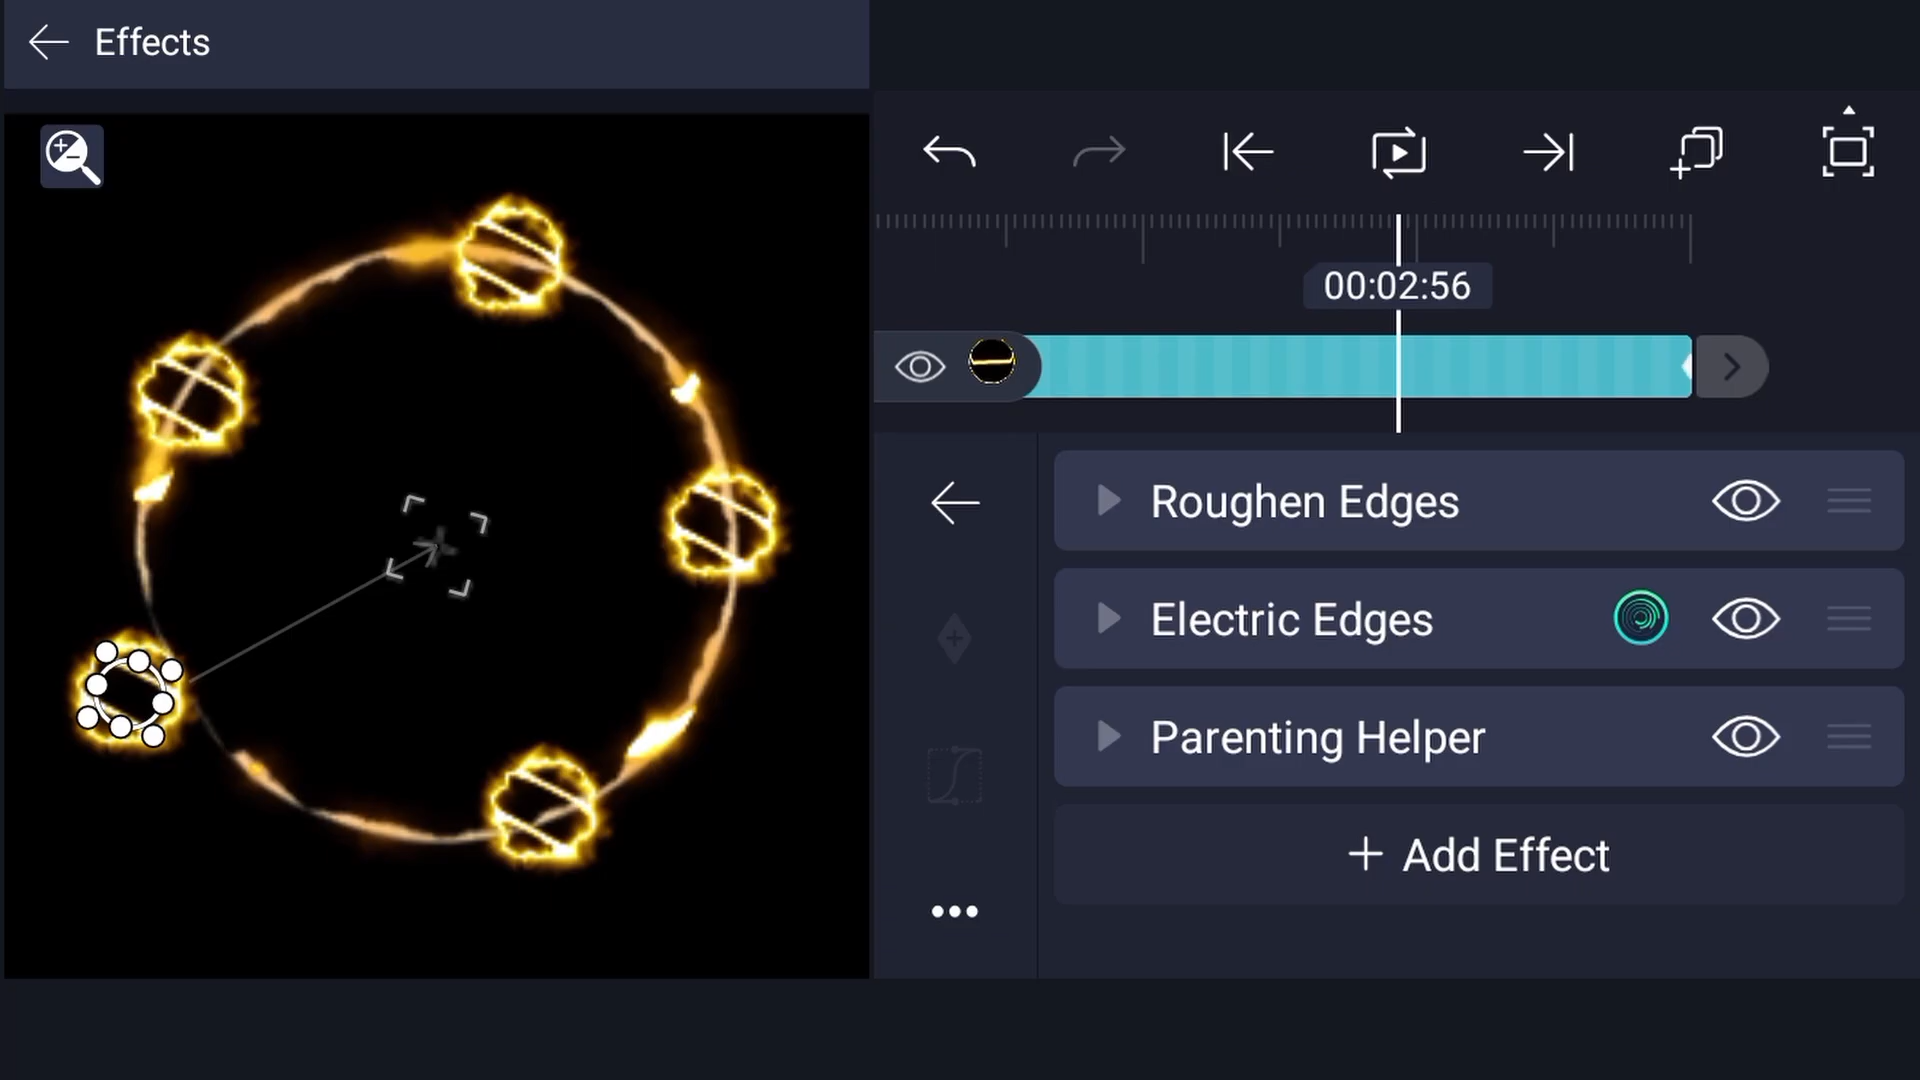 Effects
00:02:56
Roughen Edges
Electric Edges
Parenting Helper
+ Add Effect